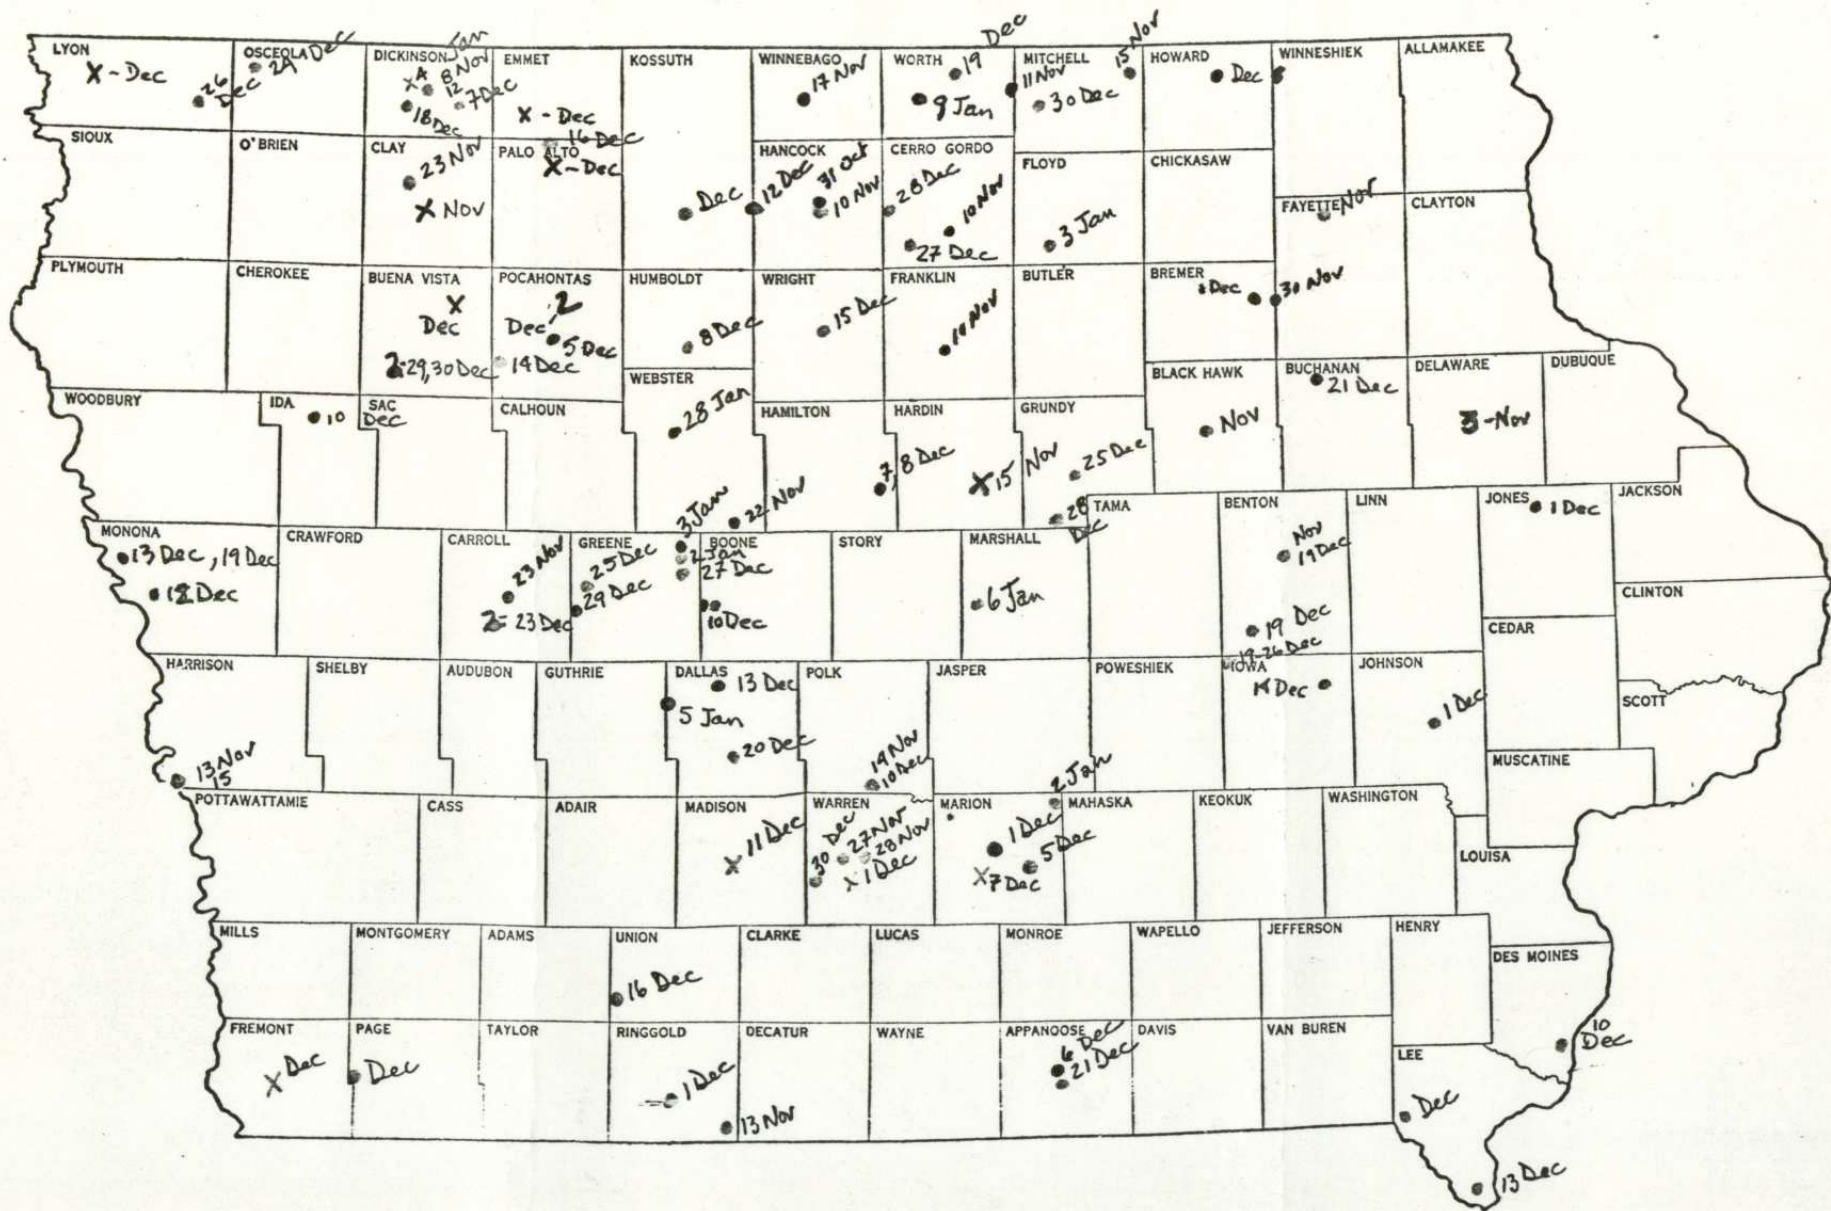 LYON
X - Dec
26 Dec
OSCEOLA
29 Dec
DICKINSON
Jan
X 4
8 Nov
12
7 Dec
18 Dec
EMMET
X - Dec
16 Dec
KOSSUTH
Dec
WINNEBAGO
17 Nov
WORTH
19 Dec
9 Jan
MITCHELL
11 Nov
15 Nov
30 Dec
HOWARD
Dec
WINNESHIEK
ALLAMAKEE
SIOUX
O'BRIEN
CLAY
23 Nov
X Nov
PALO ALTO
X - Dec
HANCOCK
12 Dec
31 Oct
10 Nov
CERRO GORDO
28 Dec
10 Nov
27 Dec
FLOYD
3 Jan
CHICKASAW
FAYETTE
Nov
CLAYTON
PLYMOUTH
CHEROKEE
BUENA VISTA
X
Dec
2-29,30 Dec
POCAHONTAS
Dec-2
5 Dec
14 Dec
HUMBOLDT
8 Dec
WRIGHT
15 Dec
FRANKLIN
Nov
BUTLER
BREMER
Dec
30 Nov
WEBSTER
28 Jan
22 Nov
BLACK HAWK
Nov
BUCHANAN
21 Dec
DELAWARE
3-Nov
DUBUQUE
WOODBURY
IDA
10
SAC
Dec
CALHOUN
HAMILTON
HARDIN
7, 8 Dec
X 15 Nov
GRUNDY
25 Dec
28 Dec
MONONA
13 Dec, 19 Dec
18 Dec
CRAWFORD
CARROLL
23 Nov
2- 23 Dec
GREENE
25 Dec
29 Dec
3 Jan
2 Jan
27 Dec
BOONE
10 Dec
STORY
MARSHALL
6 Jan
TAMA
BENTON
Nov
19 Dec
19 Dec
19-26 Dec
LINN
JONES
1 Dec
JACKSON
CLINTON
CEDAR
HARRISON
13 Nov
15
SHELBY
AUDUBON
GUTHRIE
DALLAS
13 Dec
5 Jan
20 Dec
POLK
19 Nov
10 Dec
JASPER
POWESHIEK
IOWA
Dec
JOHNSON
1 Dec
SCOTT
MUSCATINE
POTTAWATTAMIE
CASS
ADAIR
MADISON
X 11 Dec
WARREN
30 Dec
27 Nov
28 Nov
X 1 Dec
MARION
2 Jan
1 Dec
5 Dec
X 7 Dec
MAHASKA
KEOKUK
WASHINGTON
LOUISA
MILLS
MONTGOMERY
ADAMS
UNION
16 Dec
CLARKE
LUCAS
MONROE
WAPELLO
JEFFERSON
HENRY
DES MOINES
10
Dec
FREMONT
X Dec
PAGE
Dec
TAYLOR
RINGGOLD
1 Dec
13 Nov
DECATUR
WAYNE
APPANOOSE
6 Dec
21 Dec
DAVIS
VAN BUREN
LEE
Dec
13 Dec